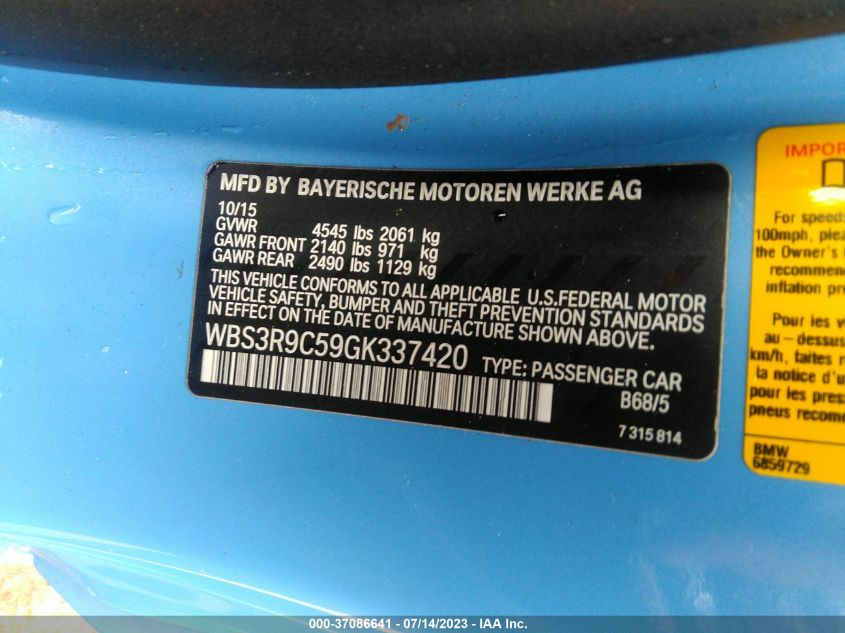 MFD BY BAYERISCHE MOTOREN WERKE AG
10/15
GVWR 4545 lbs 2061 kg
GAWR FRONT 2140 lbs 971 kg
GAWR REAR 2490 lbs 1129 kg
THIS VEHICLE CONFORMS TO ALL APPLICABLE U.S.FEDERAL MOTOR
VEHICLE SAFETY, BUMPER AND THEFT PREVENTION STANDARDS
IN EFFECT ON THE DATE OF MANUFACTURE SHOWN ABOVE.
WBS3R9C59GK337420
TYPE: PASSENGER CAR
B68/5
7 315 814
IMPOR
For speeds
100mph, plea
the Owner's
recommen
inflation pre
Pour les v
au-dessus
km/h, faites
la notice d'u
pour les pres
pneus recomm
BMW
6859729
000-37086641 - 07/14/2023 - IAA Inc.